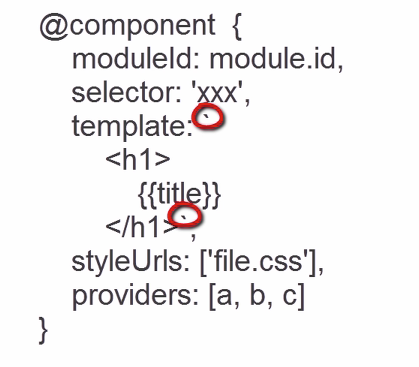 @component {
moduleId: module.id,
selector: 'xxx',
template: `
<h1>
{{title}}
</h1>`,
styleUrls: ['file.css'],
providers: [a, b, c]
}